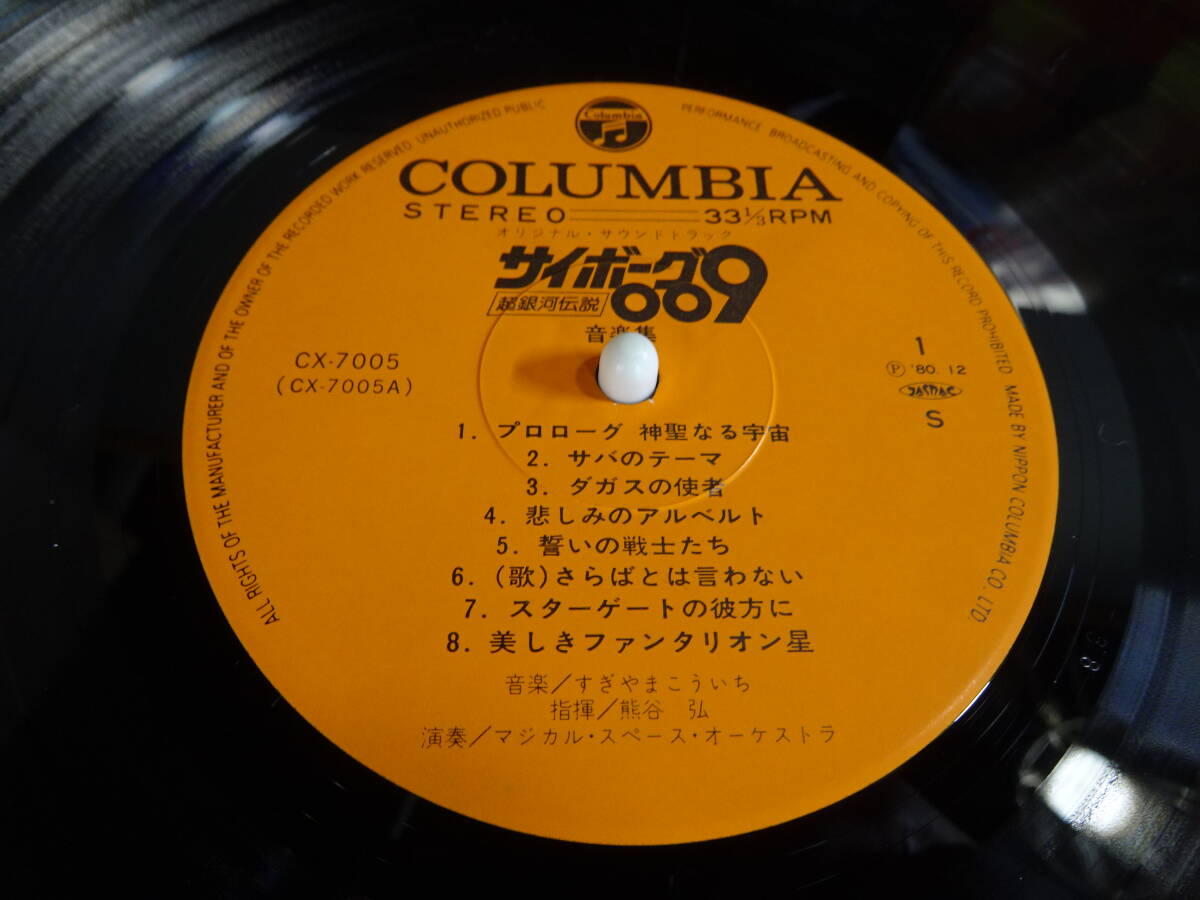 Columbia
ALL RIGHTS OF THE MANUFACTURER AND OF THE OWNER OF THE RECORDED WORK RESERVED. UNAUTHORIZED PUBLIC PERFORMANCE BROADCASTING AND COPYING OF THIS RECORD PROHIBITED. MADE BY NIPPON COLUMBIA CO. LTD.
COLUMBIA
STEREO 33⅓RPM
オリジナル・サウンドトラック
サイボーグ009
超銀河伝説
音楽集
CX-7005
(CX-7005A)
1
Ⓟ '80. 12
JASRAC
S
1. プロローグ 神聖なる宇宙
2. サバのテーマ
3. ダガスの使者
4. 悲しみのアルベルト
5. 誓いの戦士たち
6. (歌)さらばとは言わない
7. スターゲートの彼方に
8. 美しきファンタリオン星
音楽/すぎやまこういち
指揮/熊谷 弘
演奏/マジカル・スペース・オーケストラ